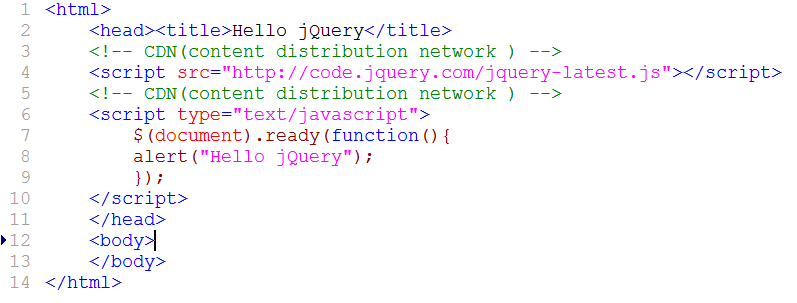 1 <html>
2 <head><title>Hello jQuery</title>
3 <!-- CDN(content distribution network ) -->
4 <script src="http://code.jquery.com/jquery-latest.js"></script>
5 <!-- CDN(content distribution network ) -->
6 <script type="text/javascript">
7 $(document).ready(function(){
8 alert("Hello jQuery");
9 });
10 </script>
11 </head>
12 <body>
13 </body>
14 </html>